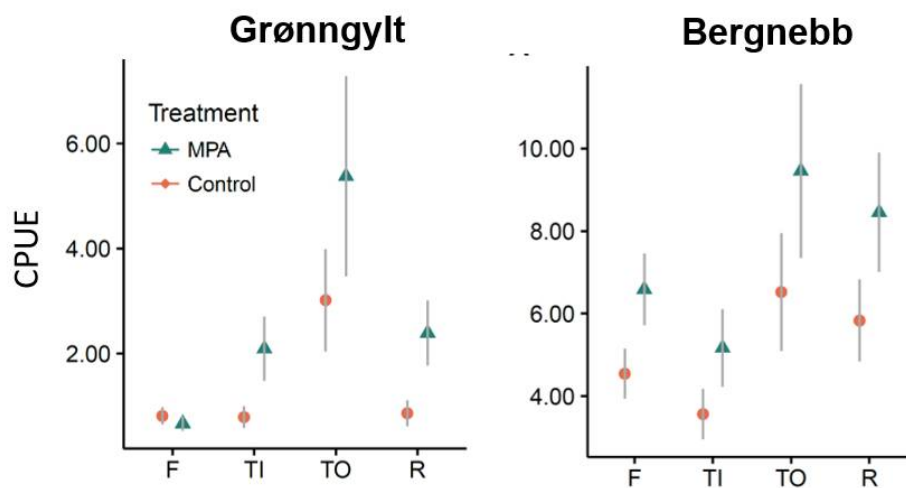 Grønngylt
Bergnebb
CPUE
Treatment
MPA
Control
6.00
4.00
2.00
F TI TO R
10.00
8.00
6.00
4.00
F TI TO R